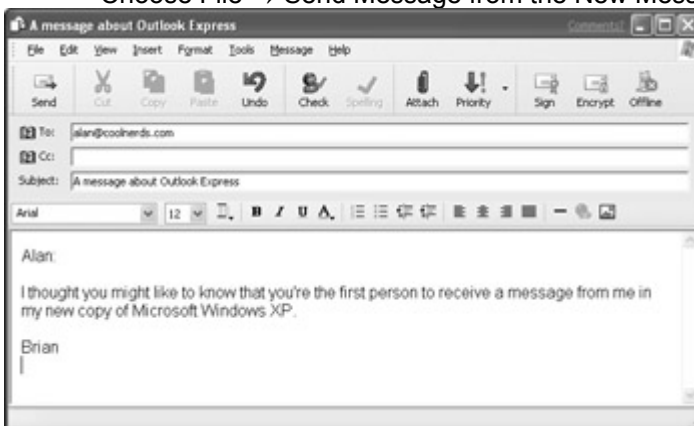 Choose File → Send Message from the New Mess
A message about Outlook Express Comments?
File Edit View Insert Format Tools Message Help
Send Cut Copy Paste Undo Check Spelling Attach Priority Sign Encrypt Offline
To: alan@coolnerds.com
Cc:
Subject: A message about Outlook Express
Arial 12 B I U A
Alan:
I thought you might like to know that you're the first person to receive a message from me in
my new copy of Microsoft Windows XP.
Brian